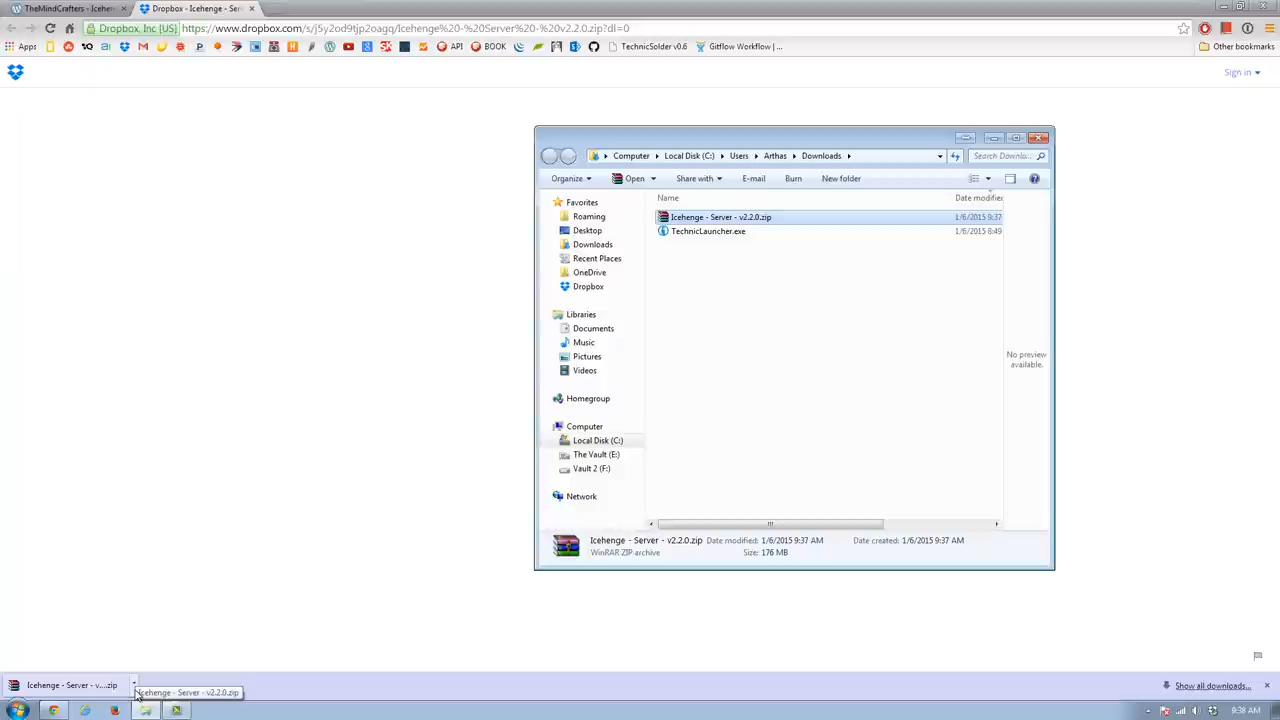 TheMindCrafters - Icehen
Dropbox - Icehenge - Ser
Dropbox, Inc [US]
https://www.dropbox.com/s/j5y2od9tjp2oagq/Icehenge%20-%20Server%20-%20v2.2.0.zip?dl=0
Apps
API
BOOK
TechnicSolder v0.6
Gitflow Workflow | ...
Other bookmarks
Sign in
Computer
Local Disk (C:)
Users
Arthas
Downloads
Search Downlo...
Organize
Open
Share with
E-mail
Burn
New folder
Name
Date modified
Favorites
Roaming
Desktop
Downloads
Recent Places
OneDrive
Dropbox
Libraries
Documents
Music
Pictures
Videos
Homegroup
Computer
Local Disk (C:)
The Vault (E:)
Vault 2 (F:)
Network
Icehenge - Server - v2.2.0.zip
1/6/2015 9:37
TechnicLauncher.exe
1/6/2015 8:49
No preview
available.
Icehenge - Server - v2.2.0.zip Date modified: 1/6/2015 9:37 AM Date created: 1/6/2015 9:37 AM
WinRAR ZIP archive Size: 176 MB
Icehenge - Server - v....zip
Icehenge - Server - v2.2.0.zip
Show all downloads...
9:38 AM